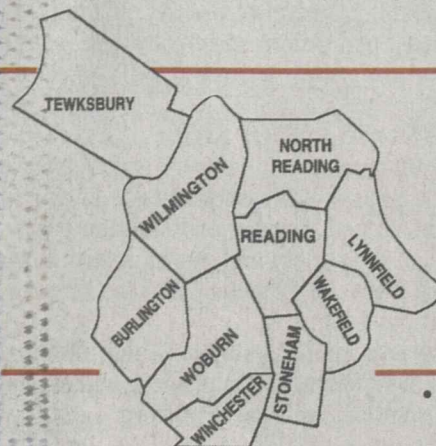 TEWKSBURY
NORTH
READING
WILMINGTON
READING
LYNNFIELD
BURLINGTON
WAKEFIELD
WOBURN
STONEHAM
WINCHESTER